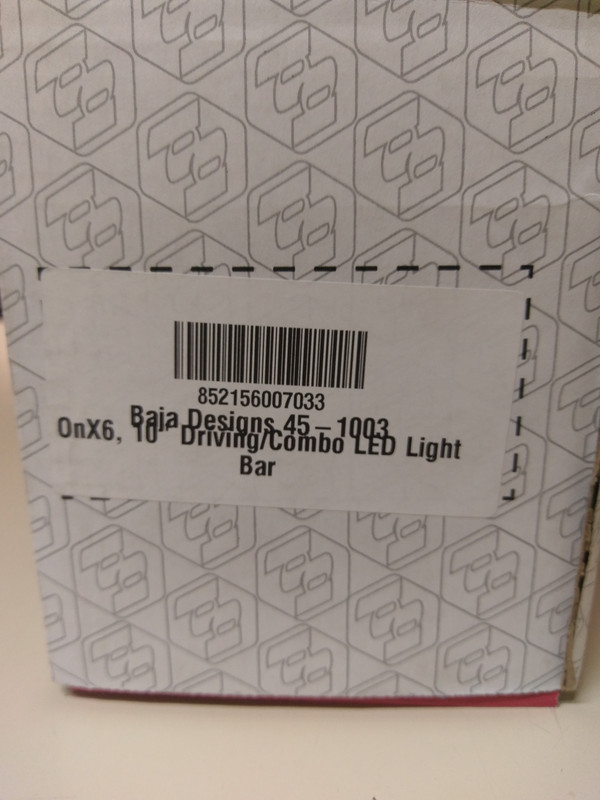 852156007033
Baja Designs 45-1003
OnX6, 10" Driving/Combo LED Light
Bar